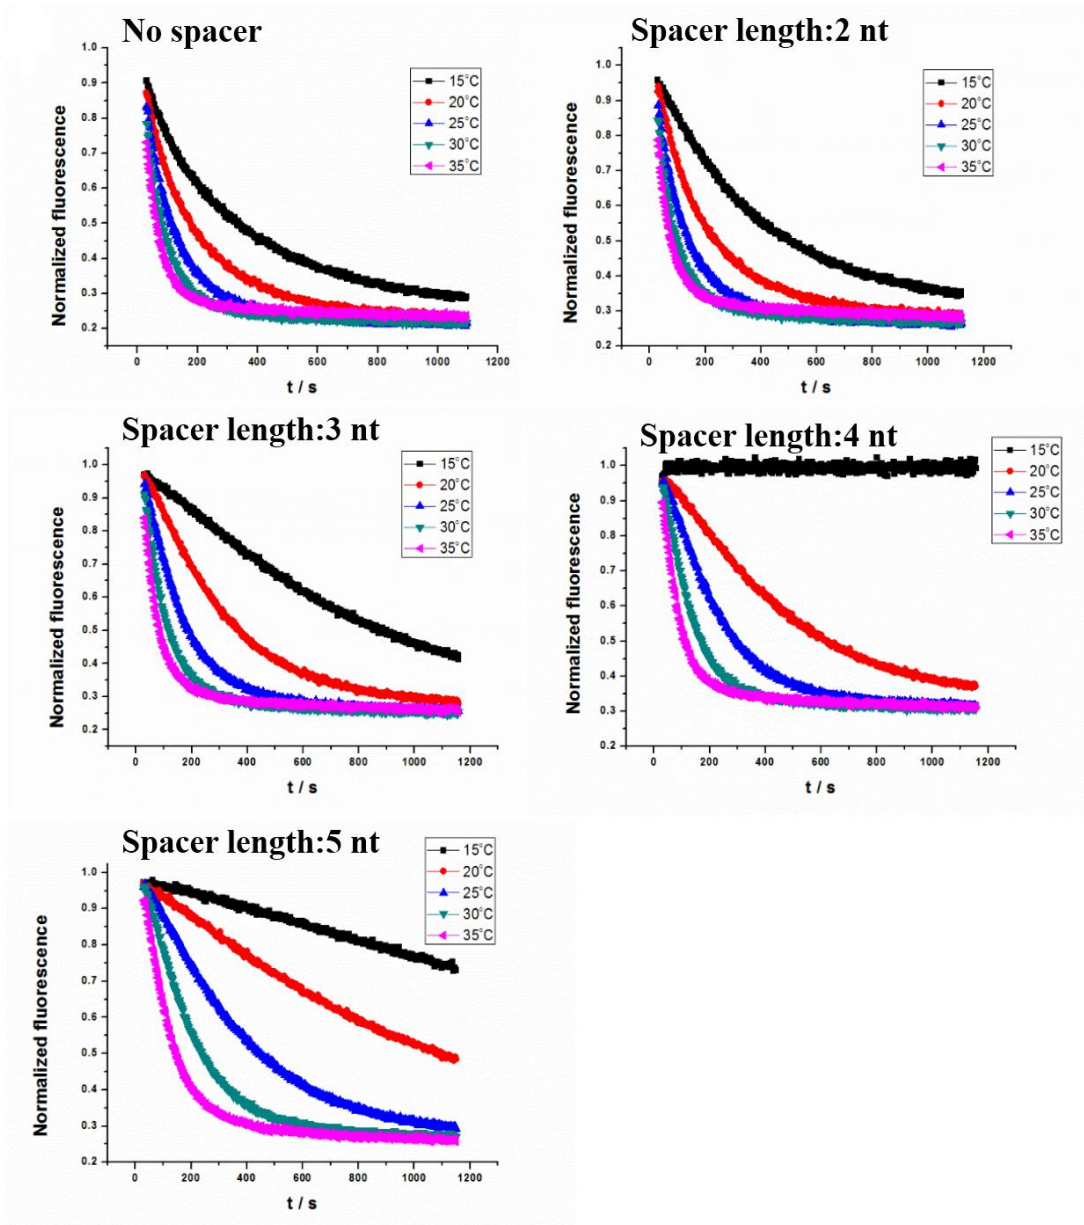 No spacer
Normalized fluorescence
1.0
0.9
0.8
0.7
0.6
0.5
0.4
0.3
0.2
0
200
400
600
800
1000
t / s
15°C
20°C
25°C
30°C
35°C
Spacer length:2 nt
Normalized fluorescence
1.0
0.9
0.8
0.7
0.6
0.5
0.4
0.3
0.2
0
200
400
600
800
1000
1200
t / s
15°C
20°C
25°C
30°C
35°C
Spacer length:3 nt
Normalized fluorescence
1.0
0.9
0.8
0.7
0.6
0.5
0.4
0.3
0.2
0
200
400
600
800
1000
1200
t / s
15°C
20°C
25°C
30°C
35°C
Spacer length:4 nt
Normalized fluorescence
1.0
0.9
0.8
0.7
0.6
0.5
0.4
0.3
0.2
0
200
400
600
800
1000
1200
t / s
15°C
20°C
25°C
30°C
35°C
Spacer length:5 nt
Normalized fluorescence
1.0
0.9
0.8
0.7
0.6
0.5
0.4
0.3
0.2
0
200
400
600
800
1000
1200
t / s
15°C
20°C
25°C
30°C
35°C